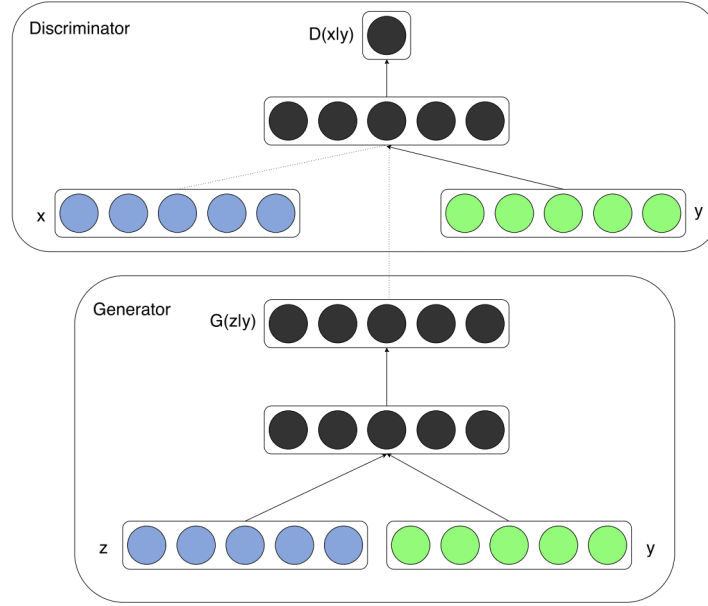 Discriminator
D(x|y)
x
y
Generator
G(z|y)
z
y